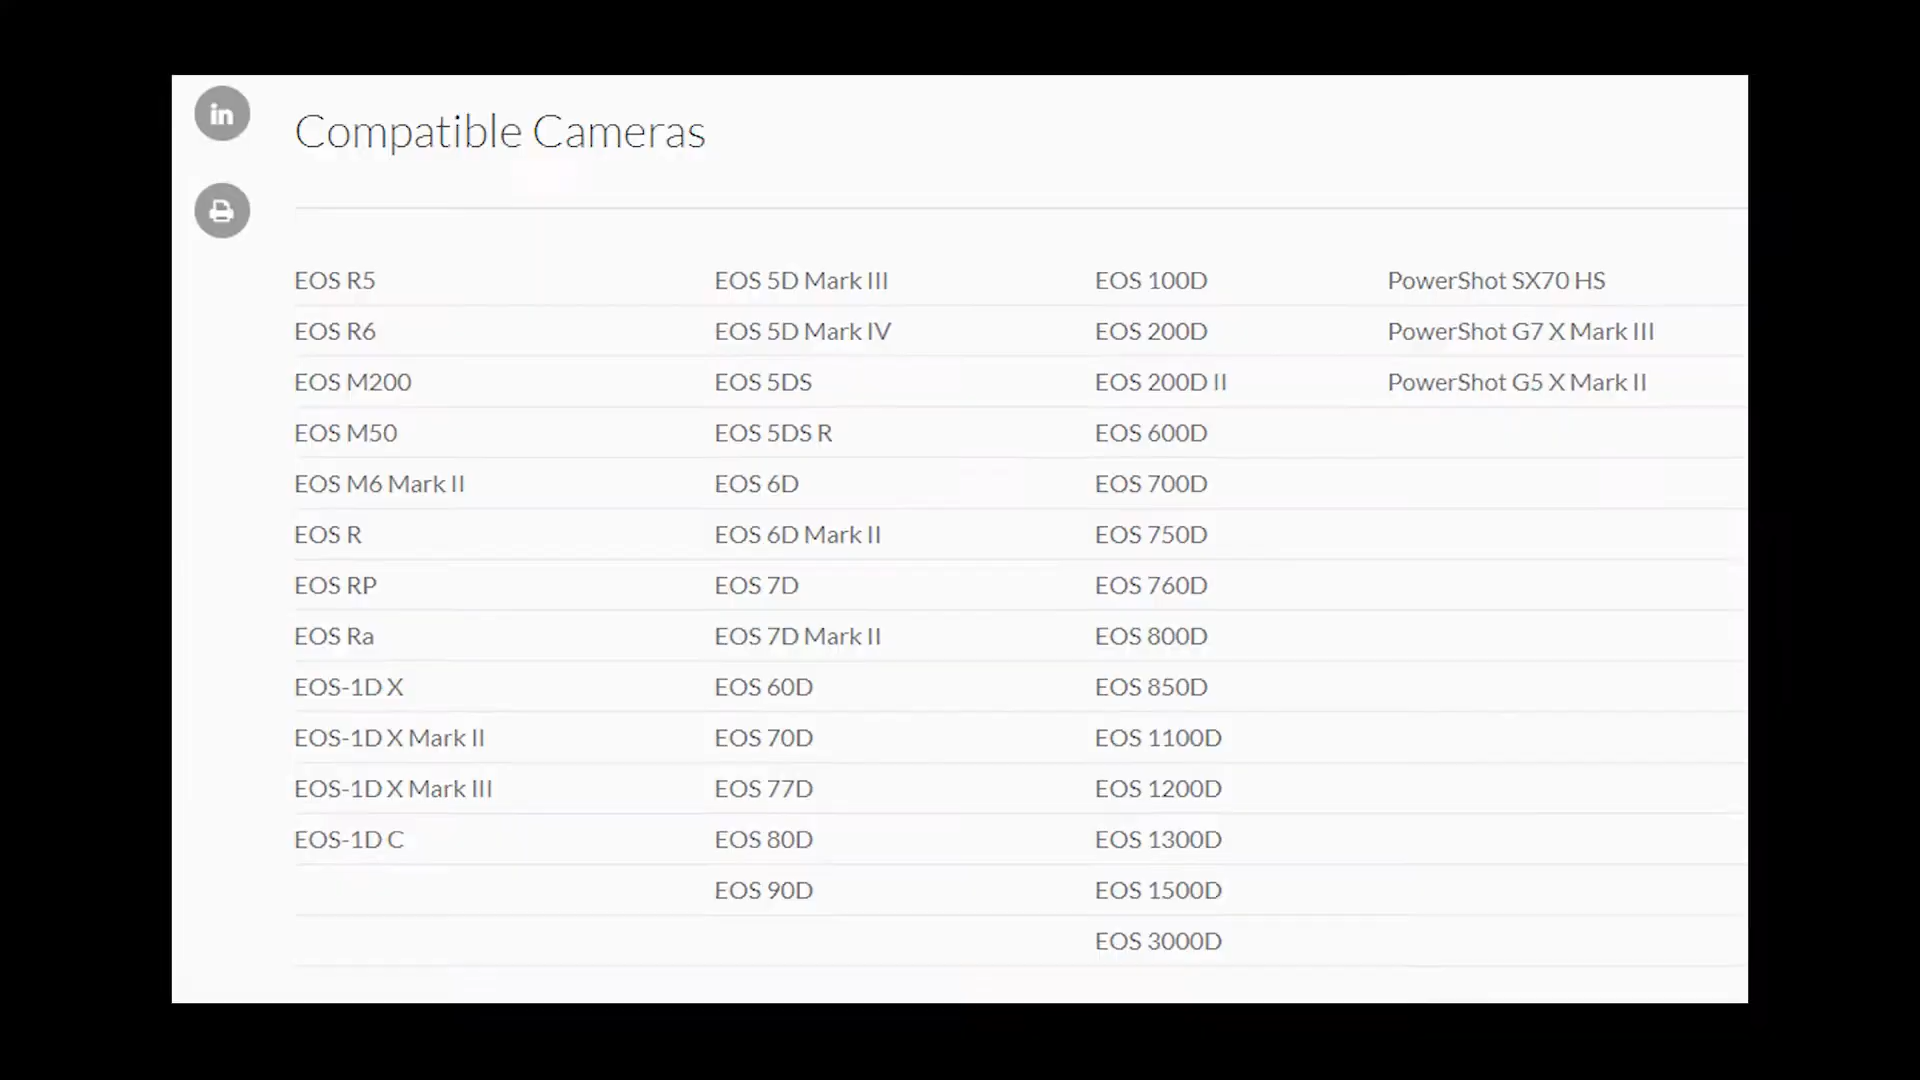 in
Compatible Cameras
EOS R5 EOS 5D Mark III EOS 100D PowerShot SX70 HS
EOS R6 EOS 5D Mark IV EOS 200D PowerShot G7 X Mark III
EOS M200 EOS 5DS EOS 200D II PowerShot G5 X Mark II
EOS M50 EOS 5DS R EOS 600D
EOS M6 Mark II EOS 6D EOS 700D
EOS R EOS 6D Mark II EOS 750D
EOS RP EOS 7D EOS 760D
EOS Ra EOS 7D Mark II EOS 800D
EOS-1D X EOS 60D EOS 850D
EOS-1D X Mark II EOS 70D EOS 1100D
EOS-1D X Mark III EOS 77D EOS 1200D
EOS-1D C EOS 80D EOS 1300D
EOS 90D EOS 1500D
EOS 3000D